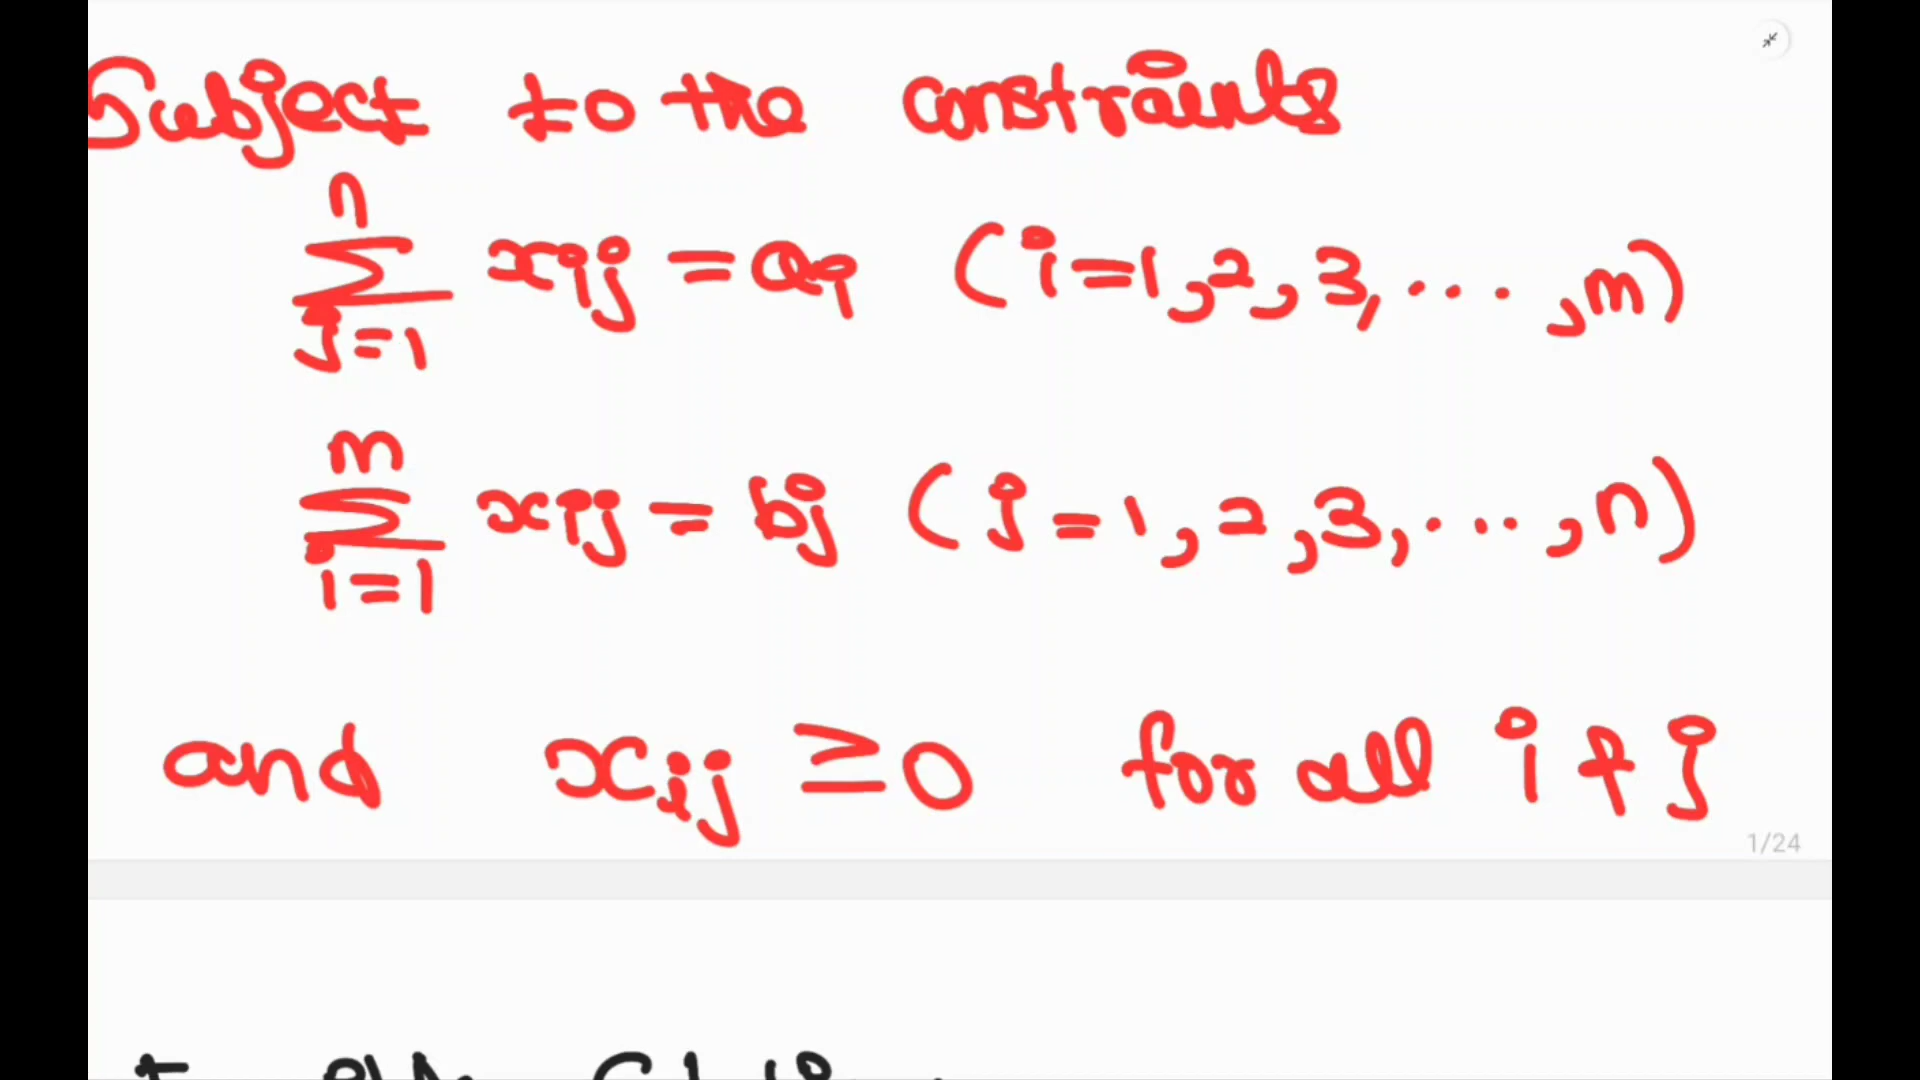 Subject to the constraints
n
∑ xij = ai (i=1,2,3,...,m)
j=1
m
∑ xij = bj (j=1,2,3,...,n)
i=1
and xij ≥0 for all i & j
1/24